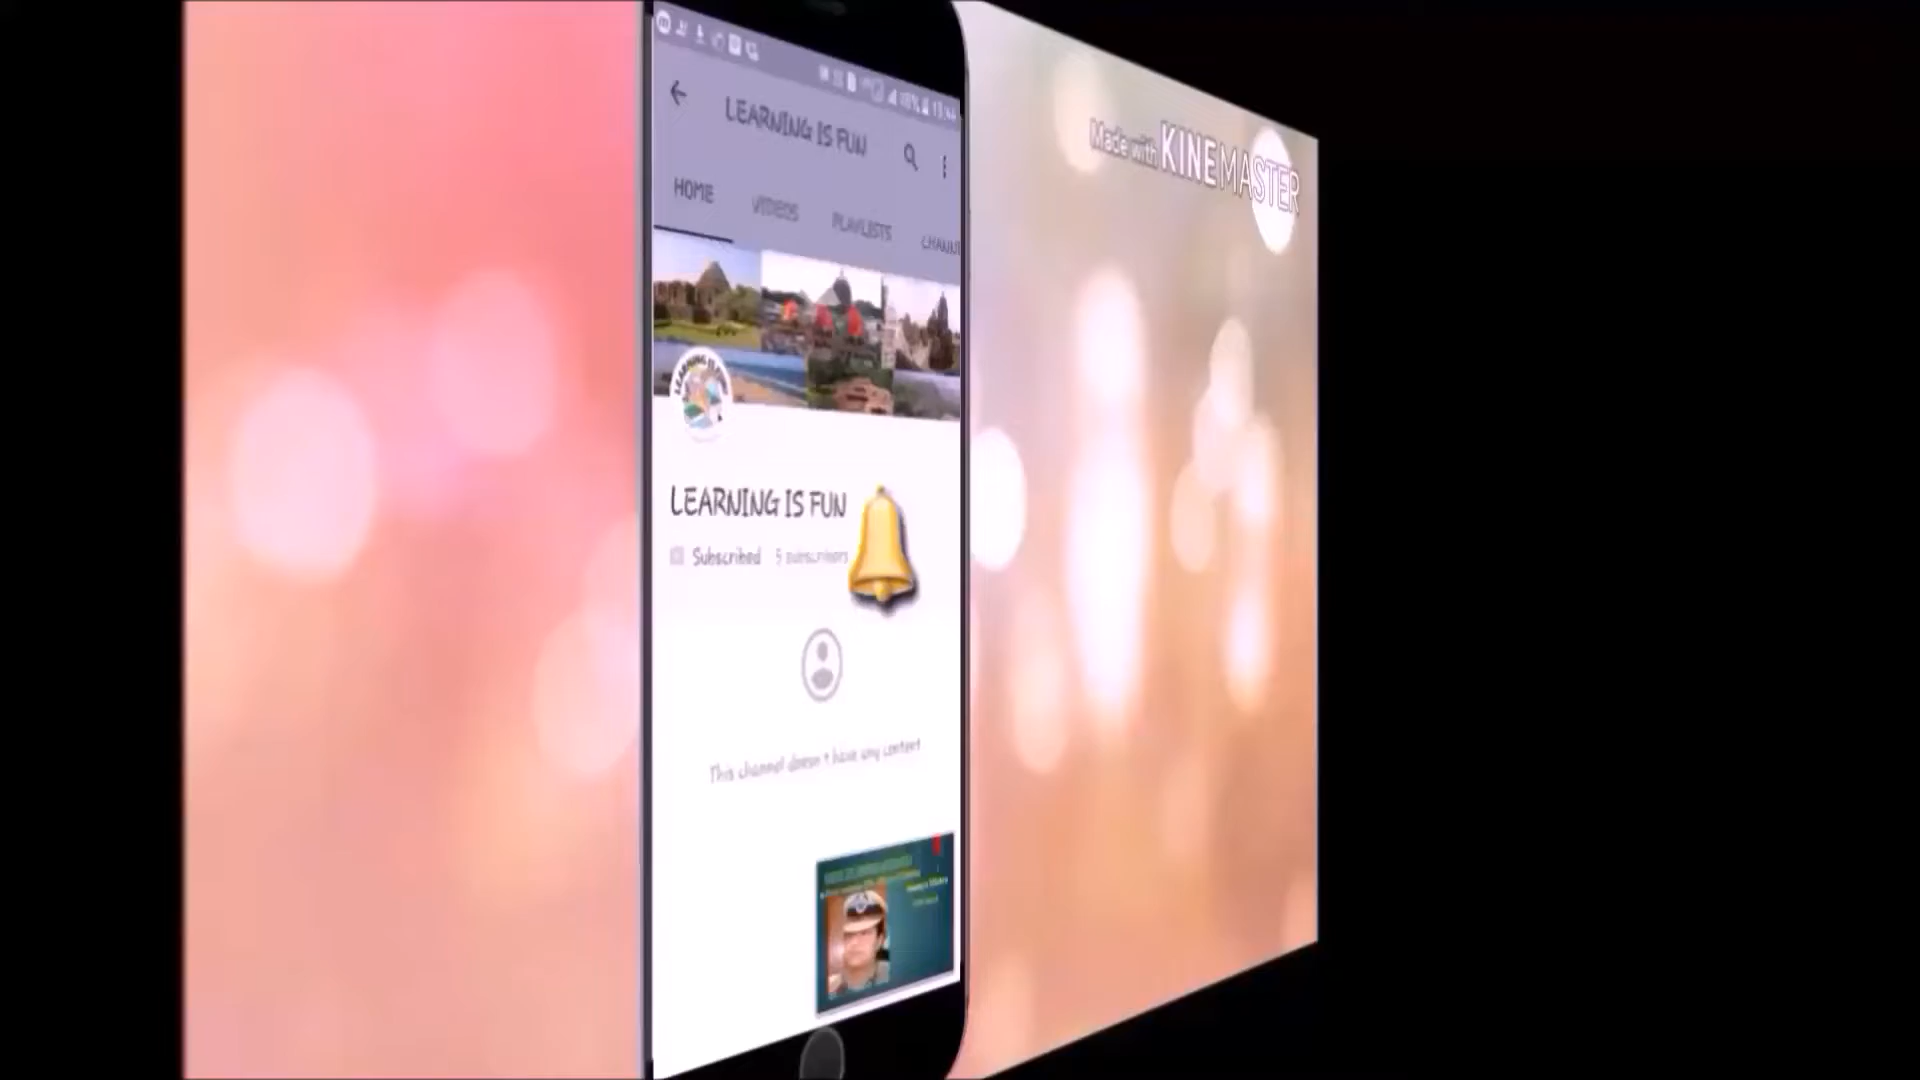 Made with KINEMASTER
LEARNING IS FUN
HOME VIDEOS PLAYLISTS
LEARNING IS FUN
Subscribed 5 subscribers
This channel doesn't have any content